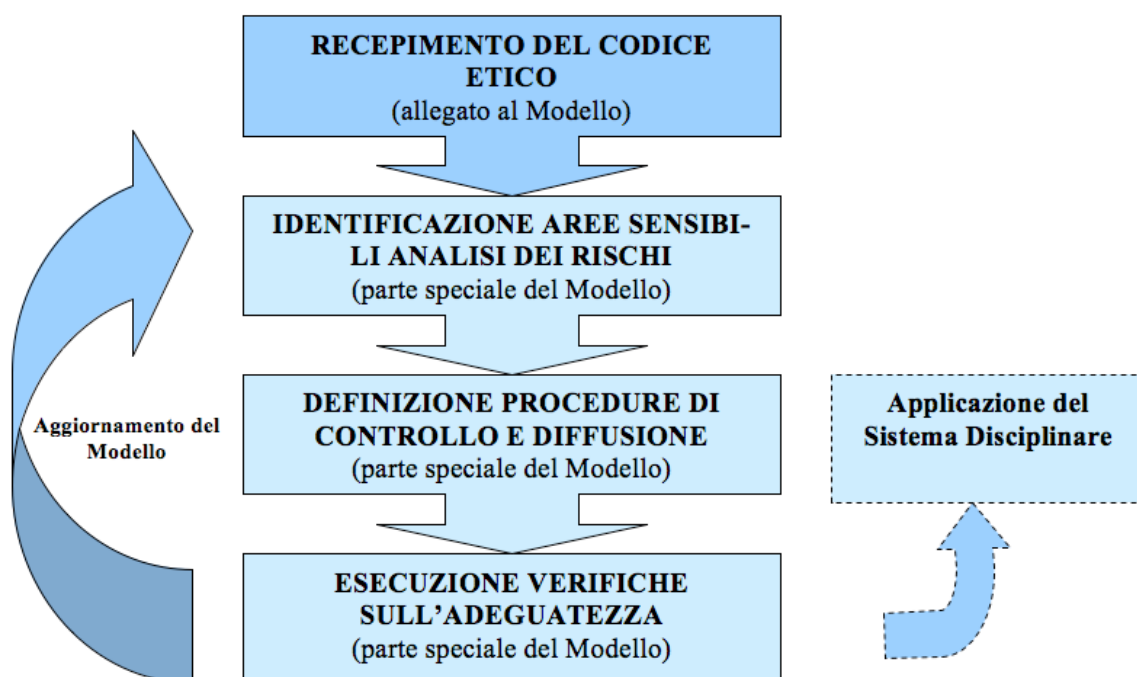 RECEPIMENTO DEL CODICE
ETICO
(allegato al Modello)
IDENTIFICAZIONE AREE SENSIBI-
LI ANALISI DEI RISCHI
(parte speciale del Modello)
DEFINIZIONE PROCEDURE DI
CONTROLLO E DIFFUSIONE
(parte speciale del Modello)
Applicazione del
Sistema Disciplinare
Aggiornamento del
Modello
ESECUZIONE VERIFICHE
SULL’ADEGUATEZZA
(parte speciale del Modello)